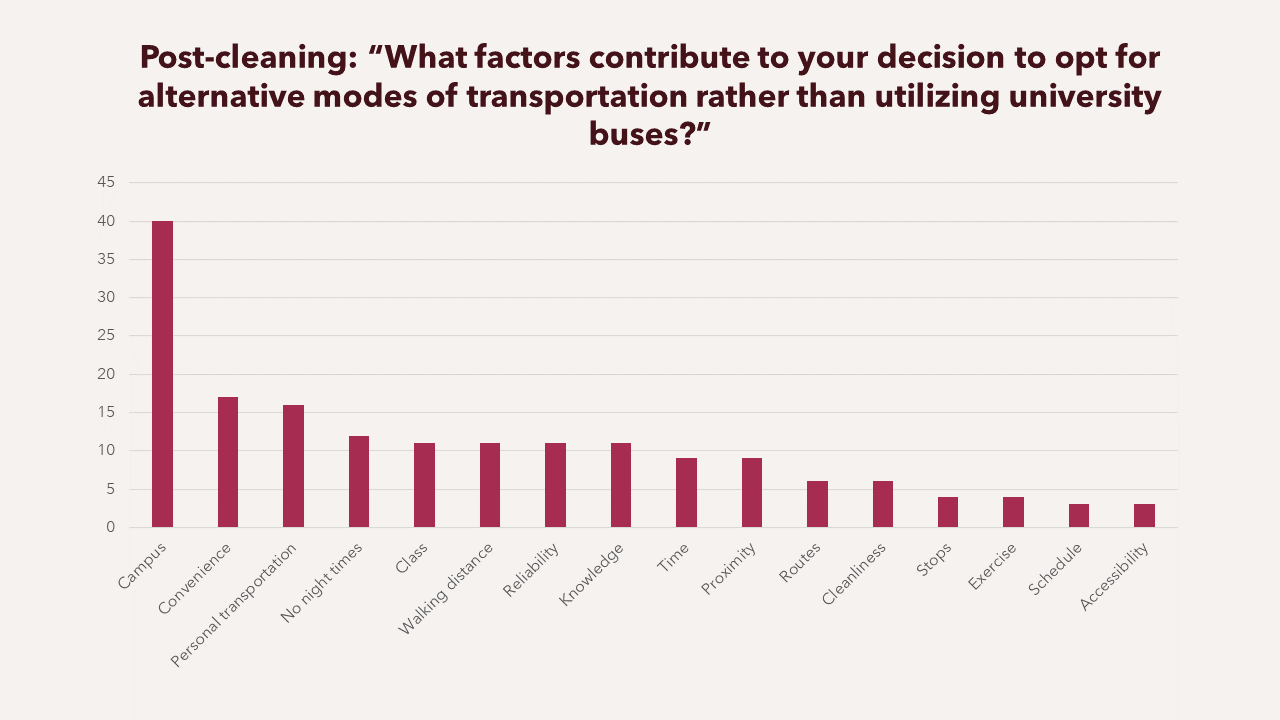 Post-cleaning: “What factors contribute to your decision to opt for
alternative modes of transportation rather than utilizing university
buses?”
45
40
35
30
25
20
15
10
5
0
Campus
Convenience
Personal transportation
No night times
Class
Walking distance
Reliability
Knowledge
Time
Proximity
Routes
Cleanliness
Stops
Exercise
Schedule
Accessibility